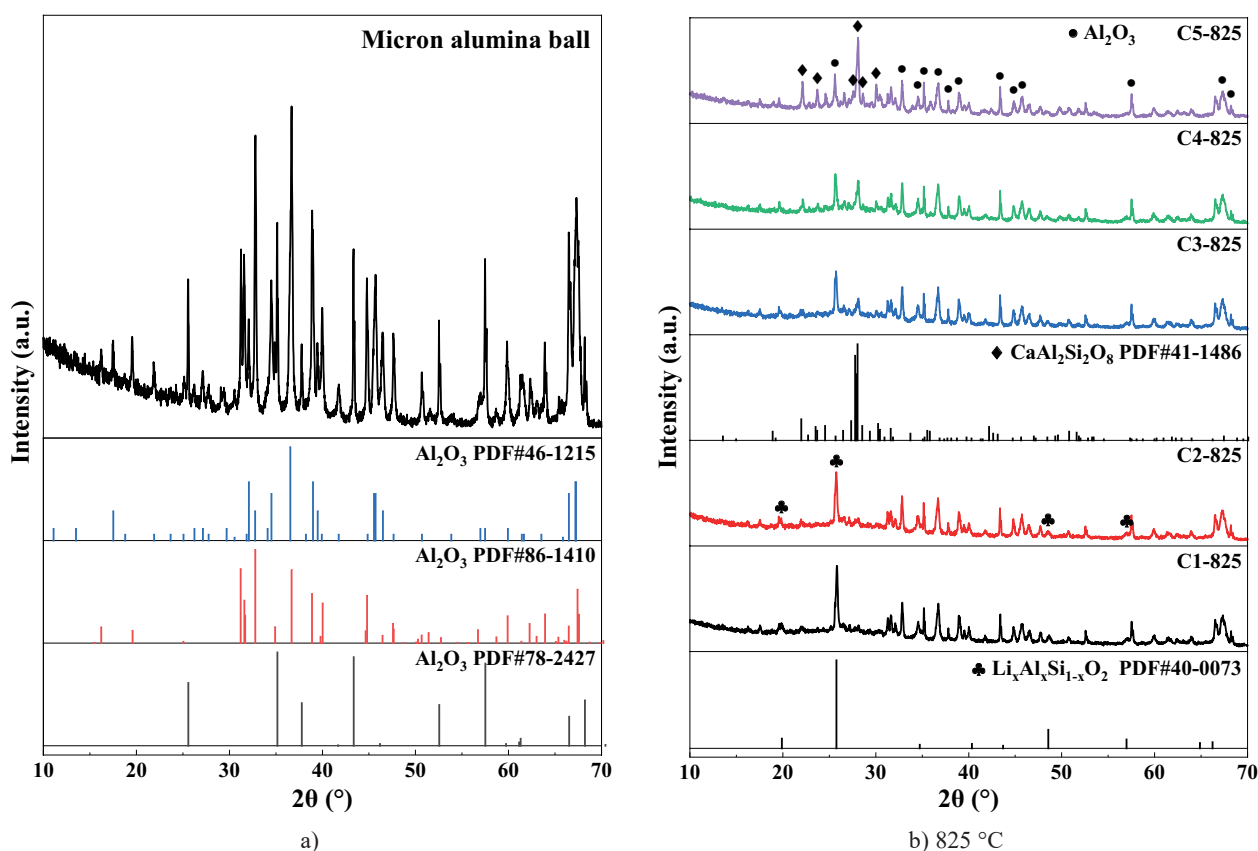 Micron alumina ball
Al₂O₃ PDF#46-1215
Al₂O₃ PDF#86-1410
Al₂O₃ PDF#78-2427
Intensity (a.u.)
10 20 30 40 50 60 70
2θ (°)
a)
♦ ● Al₂O₃ C5-825
C4-825
C3-825
♦ CaAl₂Si₂O₈ PDF#41-1486
C2-825
C1-825
♣ LiₓAlₓSi₁₋ₓO₂ PDF#40-0073
Intensity (a.u.)
10 20 30 40 50 60 70
2θ (°)
b) 825 °C